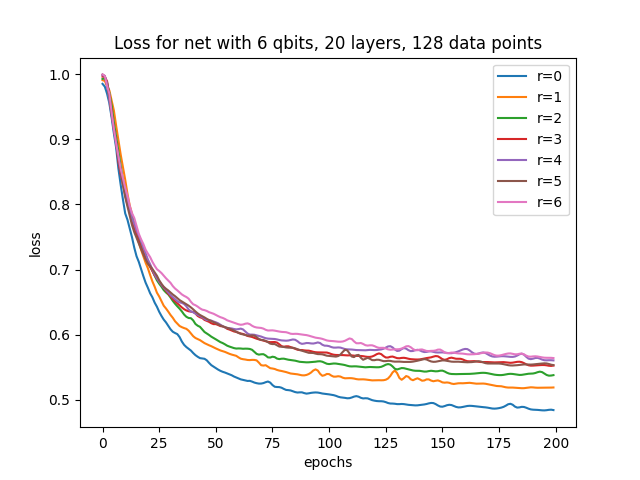 Loss for net with 6 qbits, 20 layers, 128 data points
1.0
0.9
0.8
0.7
0.6
0.5
loss
r=0
r=1
r=2
r=3
r=4
r=5
r=6
0 25 50 75 100 125 150 175 200
epochs